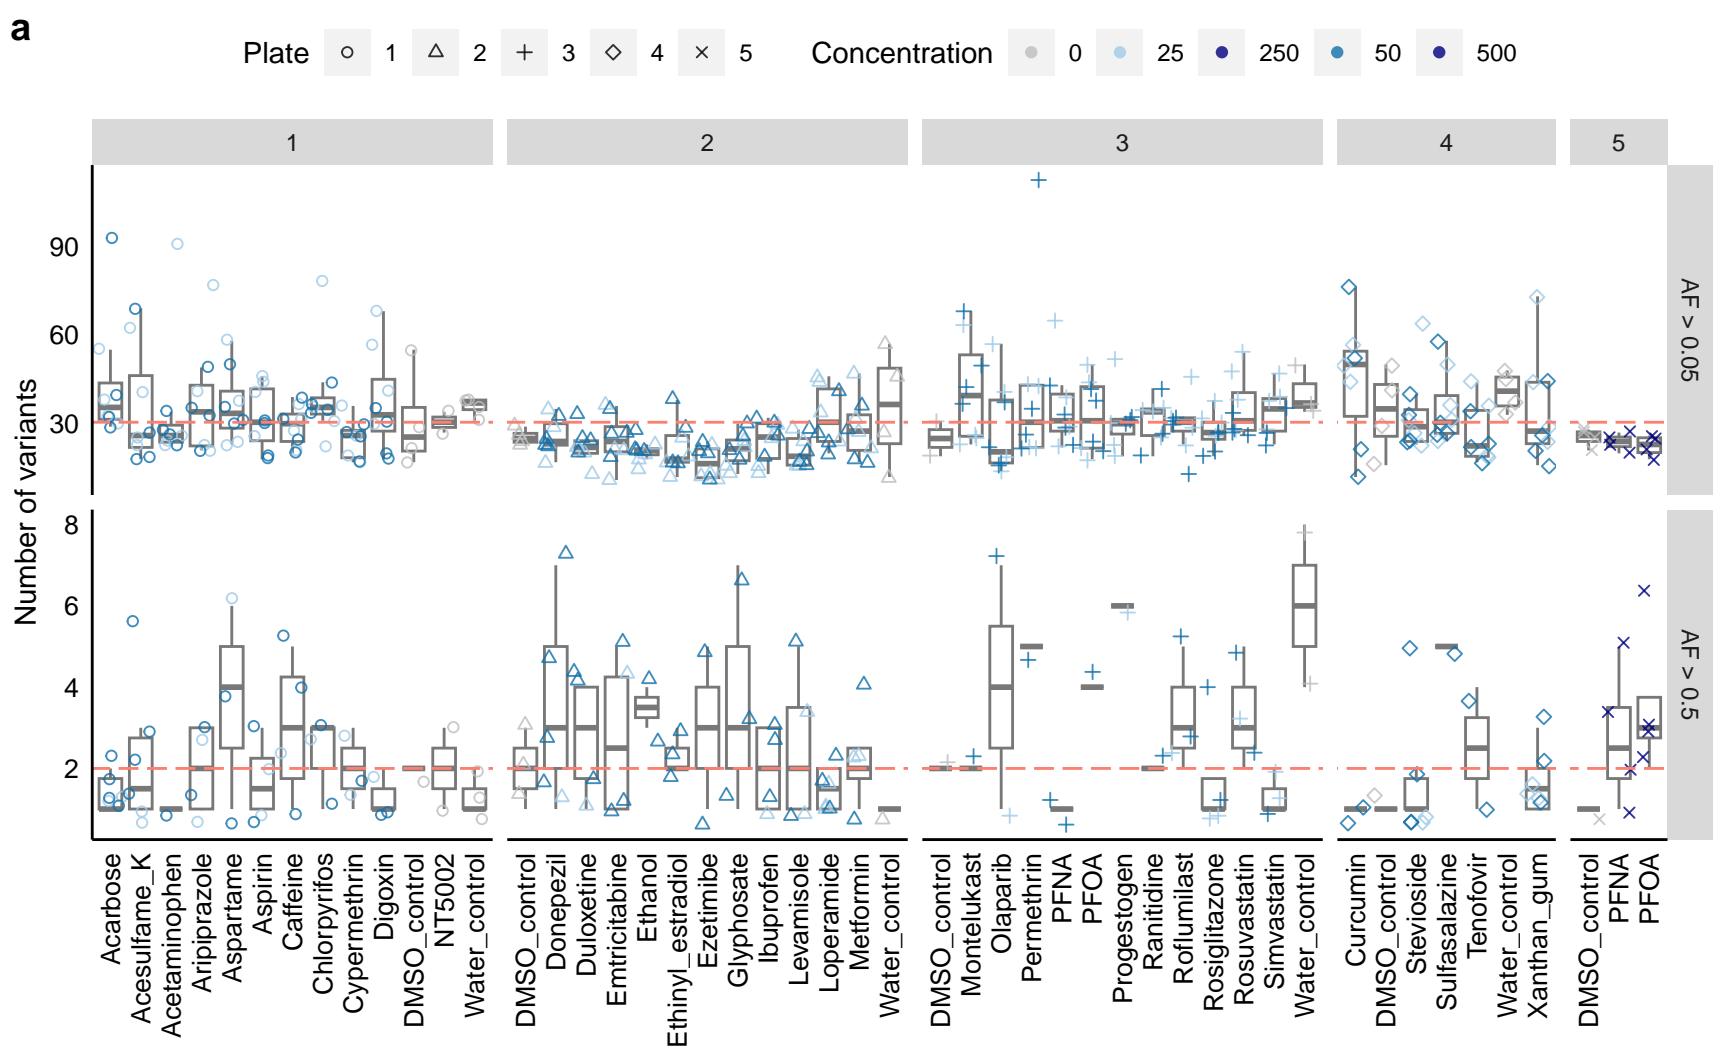 a
Plate 1 2 3 4 5 Concentration 0 25 250 50 500
1 2 3 4 5
Number of variants
90
60
30
AF > 0.05
8
6
4
2
AF > 0.5
Acarbose
Acesulfame_K
Acetaminophen
Aripiprazole
Aspartame
Aspirin
Caffeine
Chlorpyrifos
Cypermethrin
Digoxin
DMSO_control
NT5002
Water_control
DMSO_control
Donepezil
Duloxetine
Emtricitabine
Ethanol
Ethinyl_estradiol
Ezetimibe
Glyphosate
Ibuprofen
Levamisole
Loperamide
Metformin
Water_control
DMSO_control
Montelukast
Olaparib
Permethrin
PFNA
PFOA
Progestogen
Ranitidine
Roflumilast
Rosiglitazone
Rosuvastatin
Simvastatin
Water_control
Curcumin
DMSO_control
Stevioside
Sulfasalazine
Tenofovir
Water_control
Xanthan_gum
DMSO_control
PFNA
PFOA